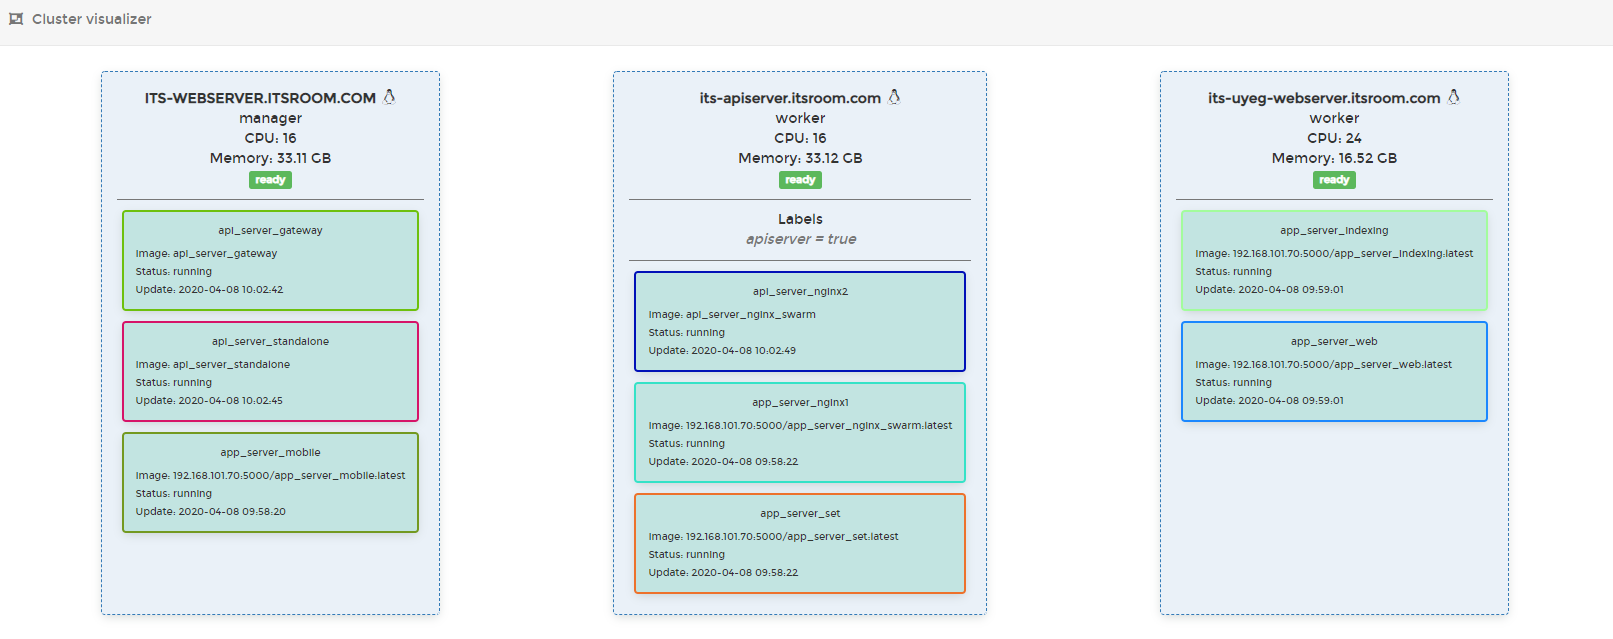 Cluster visualizer
ITS-WEBSERVER.ITSROOM.COM
manager
CPU: 16
Memory: 33.11 GB
ready
api_server_gateway
Image: api_server_gateway
Status: running
Update: 2020-04-08 10:02:42
api_server_standalone
Image: api_server_standalone
Status: running
Update: 2020-04-08 10:02:45
app_server_mobile
Image: 192.168.101.70:5000/app_server_mobile:latest
Status: running
Update: 2020-04-08 09:58:20
its-apiserver.itsroom.com
worker
CPU: 16
Memory: 33.12 GB
ready
Labels
apiserver = true
api_server_nginx2
Image: api_server_nginx_swarm
Status: running
Update: 2020-04-08 10:02:49
app_server_nginx1
Image: 192.168.101.70:5000/app_server_nginx_swarm:latest
Status: running
Update: 2020-04-08 09:58:22
app_server_set
Image: 192.168.101.70:5000/app_server_set:latest
Status: running
Update: 2020-04-08 09:58:22
its-uyeg-webserver.itsroom.com
worker
CPU: 24
Memory: 16.52 GB
ready
app_server_indexing
Image: 192.168.101.70:5000/app_server_indexing:latest
Status: running
Update: 2020-04-08 09:59:01
app_server_web
Image: 192.168.101.70:5000/app_server_web:latest
Status: running
Update: 2020-04-08 09:59:01